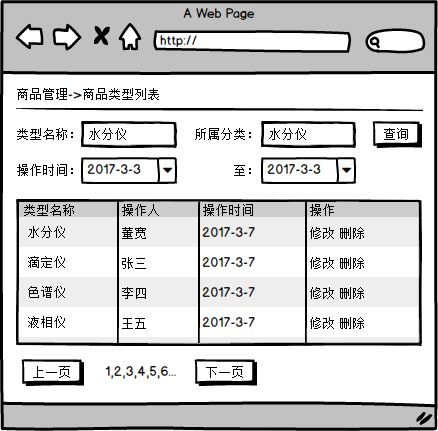 A Web Page
http://
商品管理->商品类型列表
类型名称： 水分仪 所属分类： 水分仪 查询
操作时间： 2017-3-3 至： 2017-3-3
类型名称 操作人 操作时间 操作
水分仪 董宽 2017-3-7 修改 删除
滴定仪 张三 2017-3-7 修改 删除
色谱仪 李四 2017-3-7 修改 删除
液相仪 王五 2017-3-7 修改 删除
上一页 1,2,3,4,5,6... 下一页